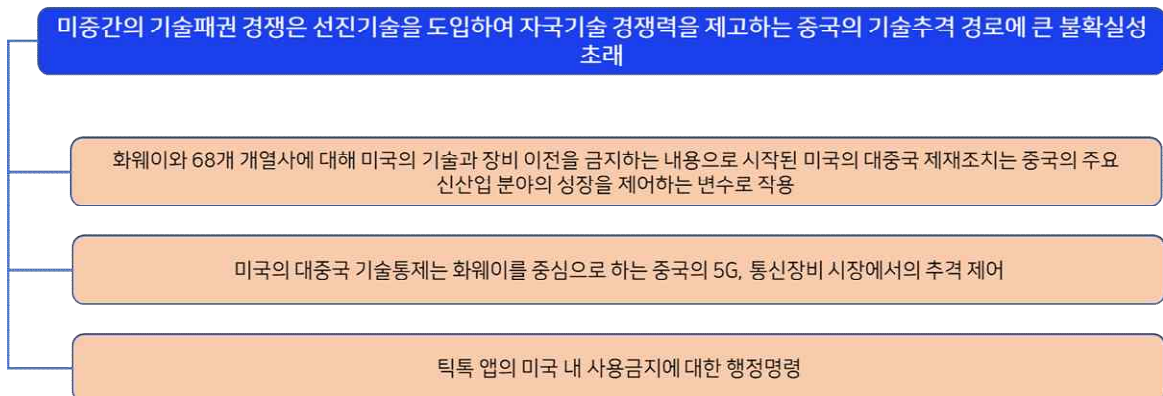 미중간의 기술패권 경쟁은 선진기술을 도입하여 자국기술 경쟁력을 제고하는 중국의 기술추격 경로에 큰 불확실성
초래
화웨이와 68개 개열사에 대해 미국의 기술과 장비 이전을 금지하는 내용으로 시작된 미국의 대중국 제재조치는 중국의 주요
신산입 분야의 성장을 제어하는 변수로 작용
미국의 대중국 기술통제는 화웨이를 중심으로 하는 중국의 5G, 통신장비 시장에서의 추격 제어
틱톡 앱의 미국 내 사용금지에 대한 행정명령